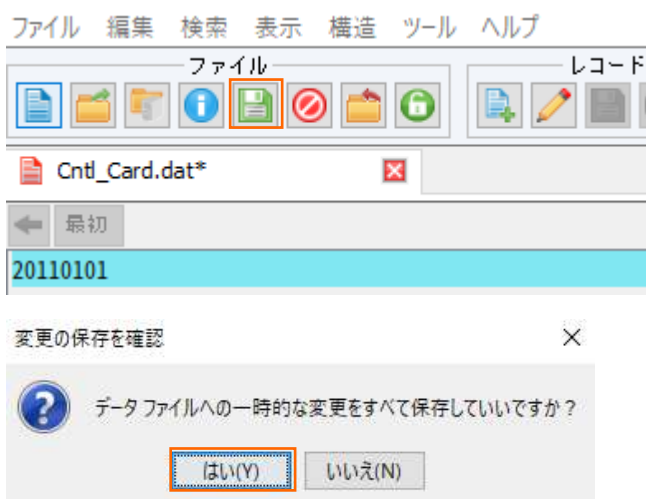 ファイル 編集 検索 表示 構造 ツール ヘルプ
ファイル レコード
Cntl_Card.dat*
最初
20110101
変更の保存を確認
データ ファイルへの一時的な変更をすべて保存していいですか？
はい(Y) いいえ(N)